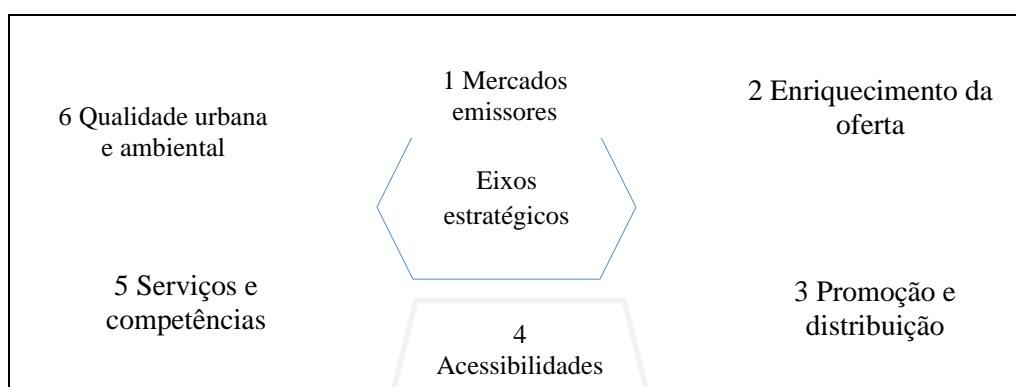 1 Mercados
emissores
2 Enriquecimento da
oferta
6 Qualidade urbana
e ambiental
Eixos
estratégicos
5 Serviços e
competências
3 Promoção e
distribuição
4
Acessibilidades